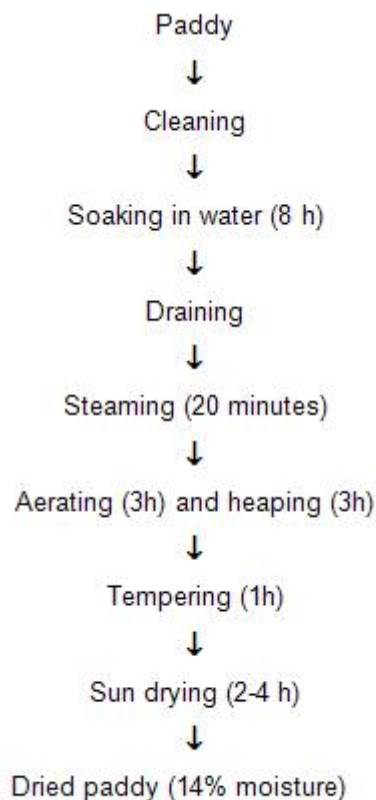 Paddy
↓
Cleaning
↓
Soaking in water (8 h)
↓
Draining
↓
Steaming (20 minutes)
↓
Aerating (3h) and heaping (3h)
↓
Tempering (1h)
↓
Sun drying (2-4 h)
↓
Dried paddy (14% moisture)